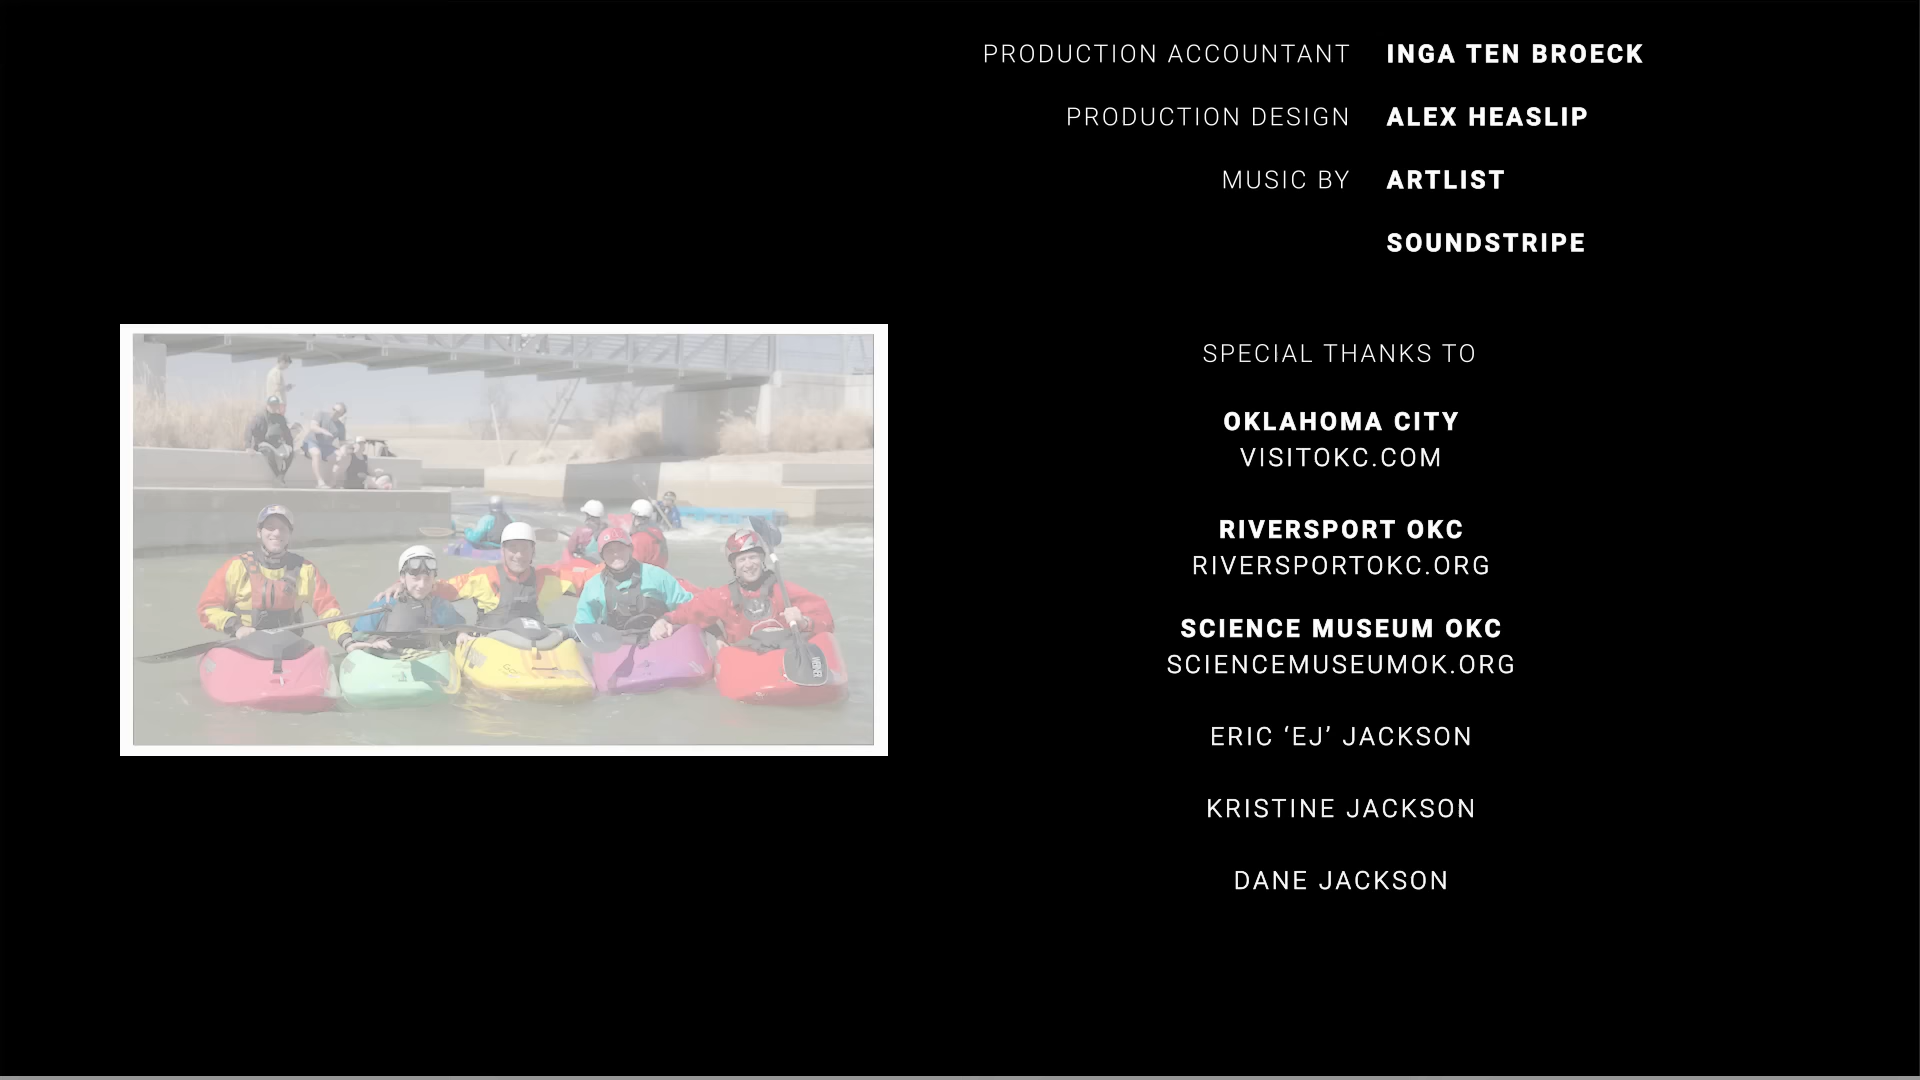 PRODUCTION ACCOUNTANT INGA TEN BROECK
PRODUCTION DESIGN ALEX HEASLIP
MUSIC BY ARTLIST
SOUNDSTRIPE
SPECIAL THANKS TO
OKLAHOMA CITY
VISITOKC.COM
RIVERSPORT OKC
RIVERSPORTOKC.ORG
SCIENCE MUSEUM OKC
SCIENCEMUSEUMOK.ORG
ERIC ‘EJ’ JACKSON
KRISTINE JACKSON
DANE JACKSON